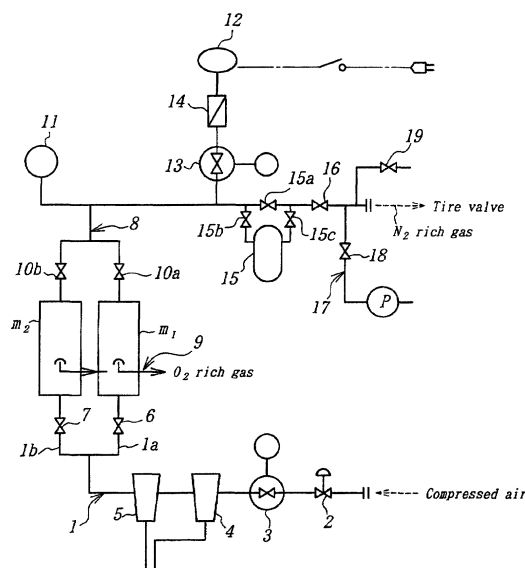 12
14
11
13
19
16
15a
8
15b
15c
Tire valve
N2 rich gas
10b
10a
15
18
17
P
m2
m1
9
O2 rich gas
7
6
1b
1a
Compressed air
1
5
4
3
2